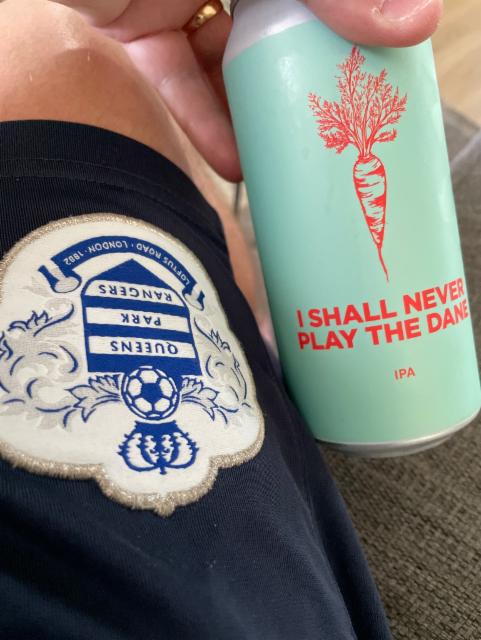 I SHALL NEVER
PLAY THE DANE
IPA
QUEENS
PARK
RANGERS
LOFTUS ROAD · LONDON · 1882